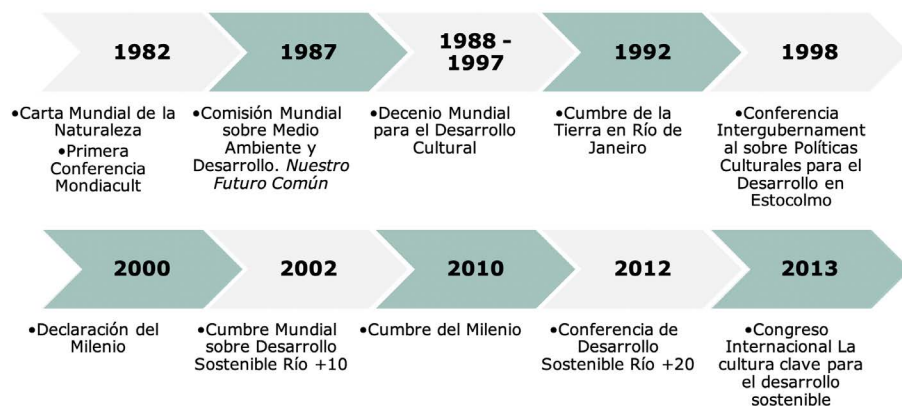 1982
1987
1988 -
1997
1992
1998
•Carta Mundial de la
Naturaleza
•Primera
Conferencia
Mondiacult
•Comisión Mundial
sobre Medio
Ambiente y
Desarrollo. Nuestro
Futuro Común
•Decenio Mundial
para el Desarrollo
Cultural
•Cumbre de la
Tierra en Río de
Janeiro
•Conferencia
Intergubernament
al sobre Políticas
Culturales para el
Desarrollo en
Estocolmo
2000
2002
2010
2012
2013
•Declaración del
Milenio
•Cumbre Mundial
sobre Desarrollo
Sostenible Río +10
•Cumbre del Milenio
•Conferencia de
Desarrollo
Sostenible Río +20
•Congreso
Internacional La
cultura clave para
el desarrollo
sostenible